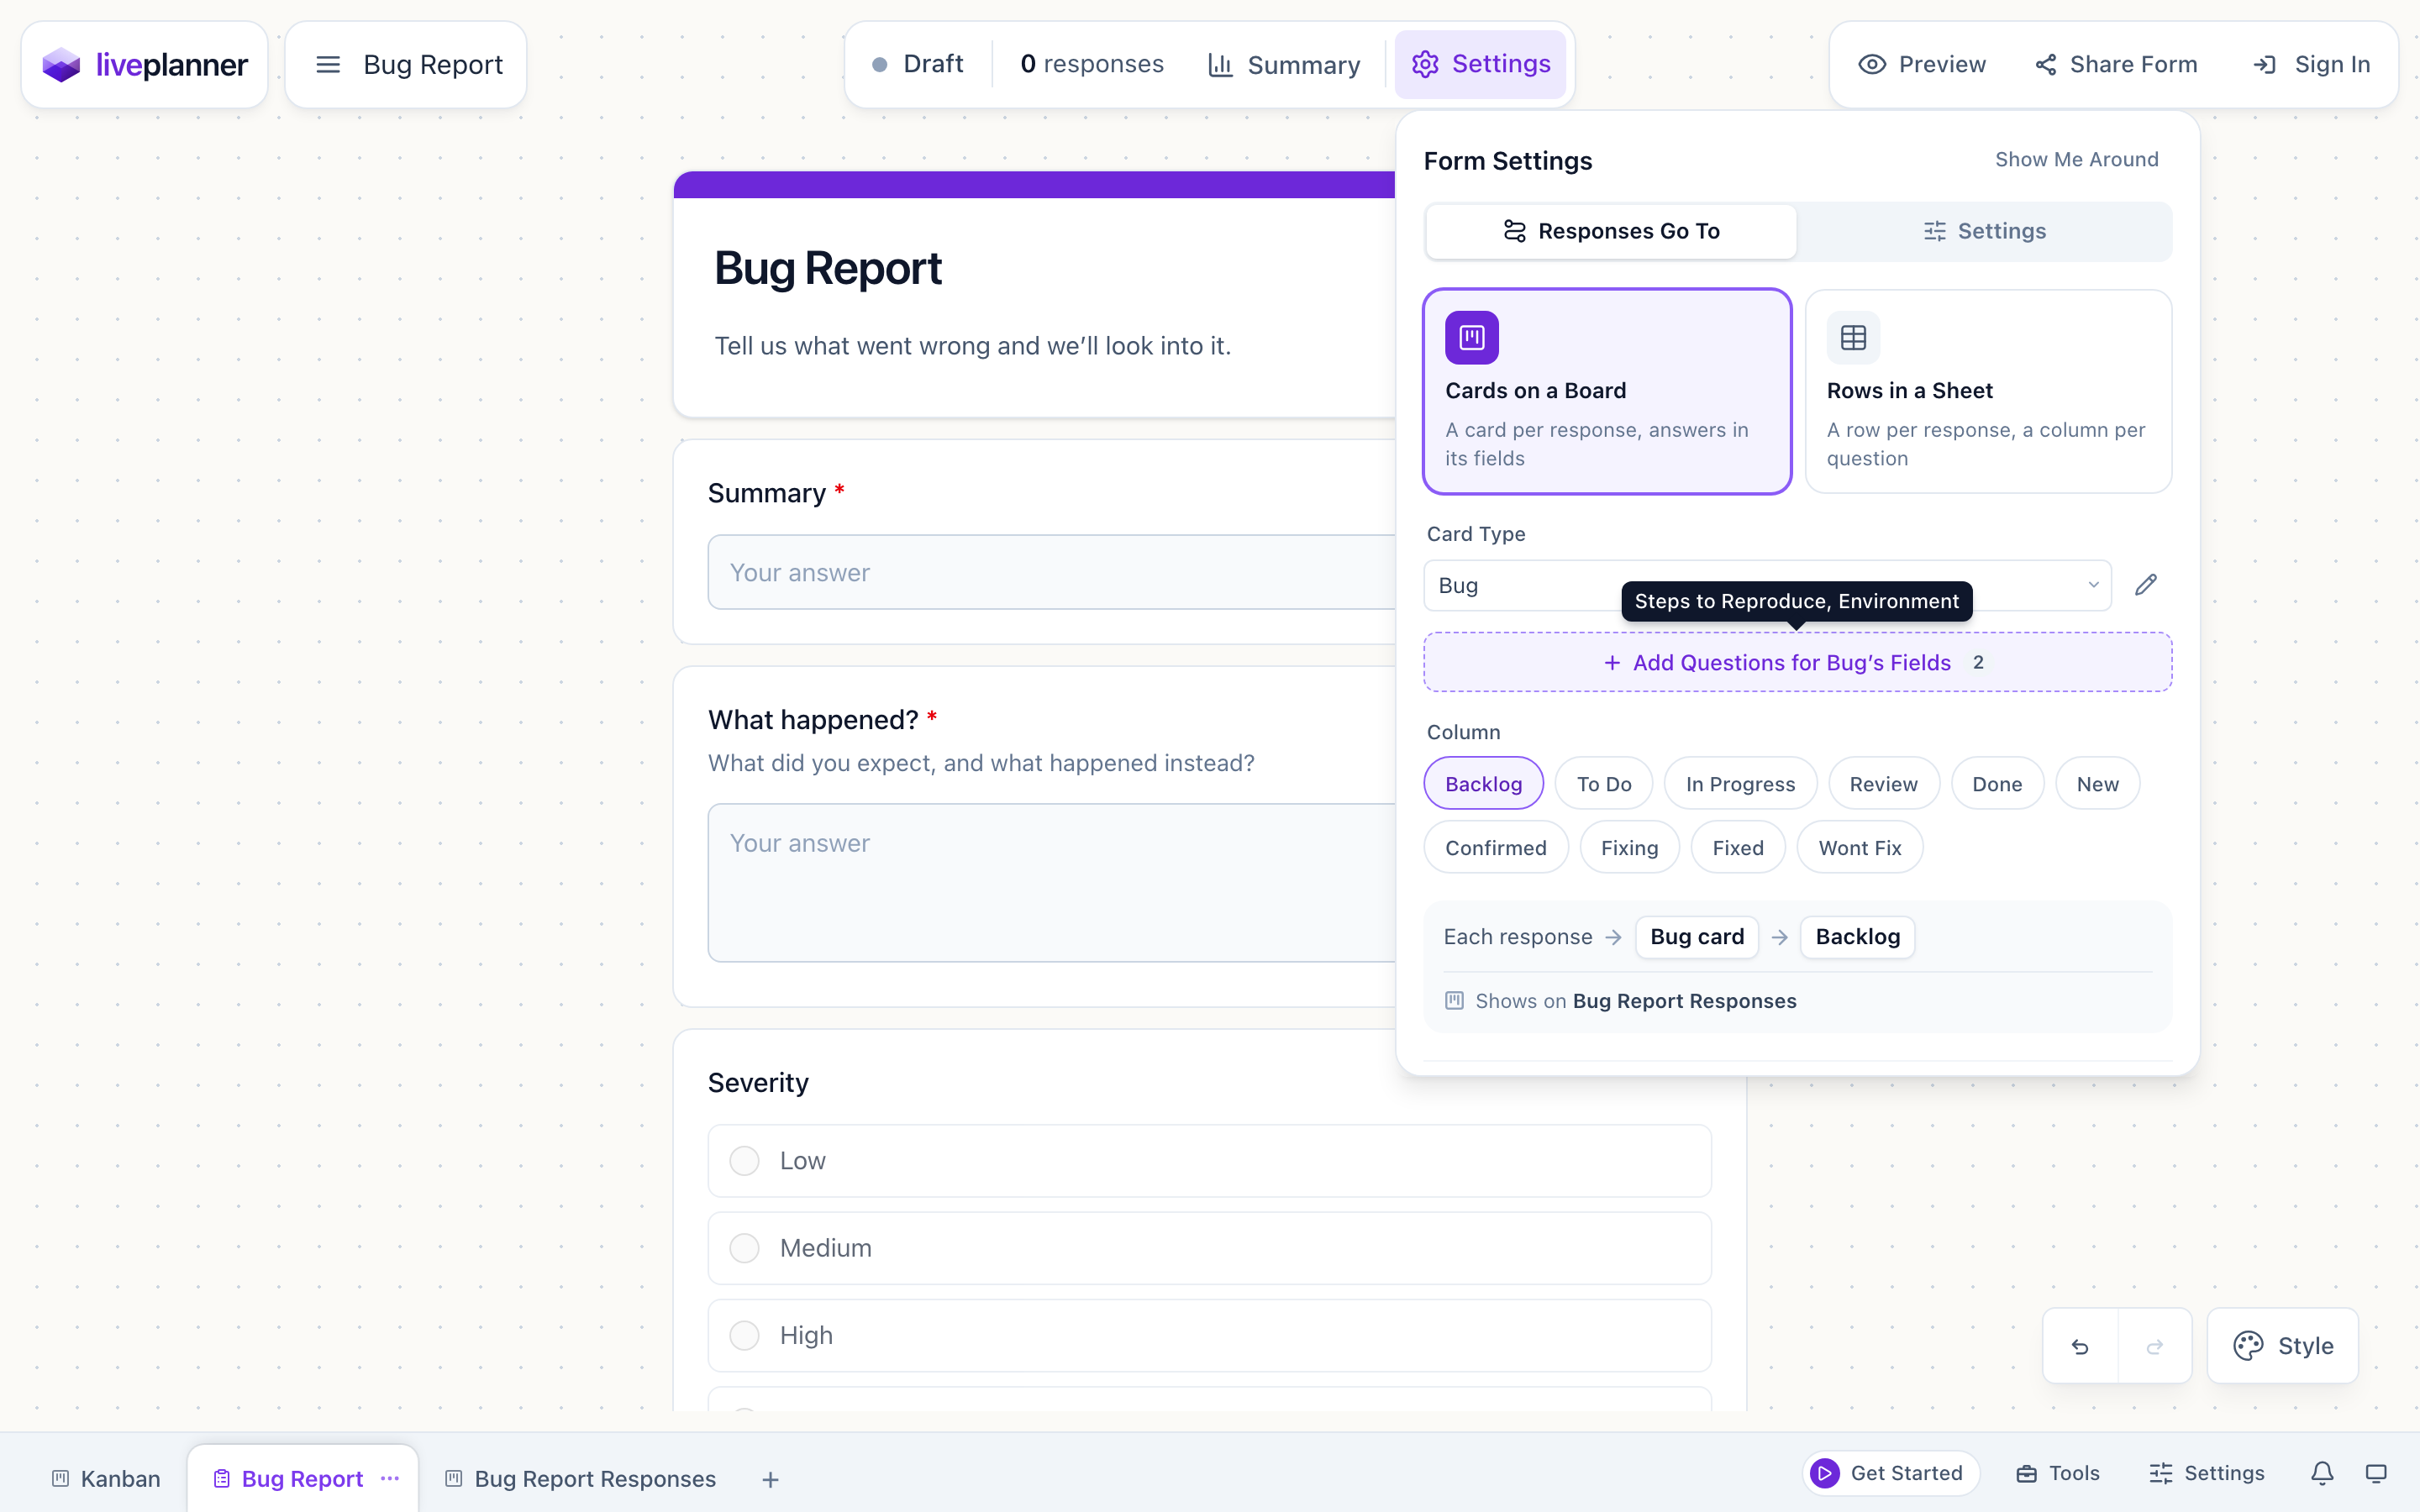 liveplanner
Bug Report
Draft
0 responses
Summary
Settings
Preview
Share Form
Sign In
Bug Report
Tell us what went wrong and we’ll look into it.
Summary *
Your answer
What happened? *
What did you expect, and what happened instead?
Your answer
Severity
Low
Medium
High
Form Settings
Show Me Around
Responses Go To
Settings
Cards on a Board
A card per response, answers in
its fields
Rows in a Sheet
A row per response, a column per
question
Card Type
Bug
Steps to Reproduce, Environment
+ Add Questions for Bug’s Fields 2
Column
Backlog
To Do
In Progress
Review
Done
New
Confirmed
Fixing
Fixed
Wont Fix
Each response → Bug card → Backlog
Shows on Bug Report Responses
Style
Kanban
Bug Report
Bug Report Responses
Get Started
Tools
Settings